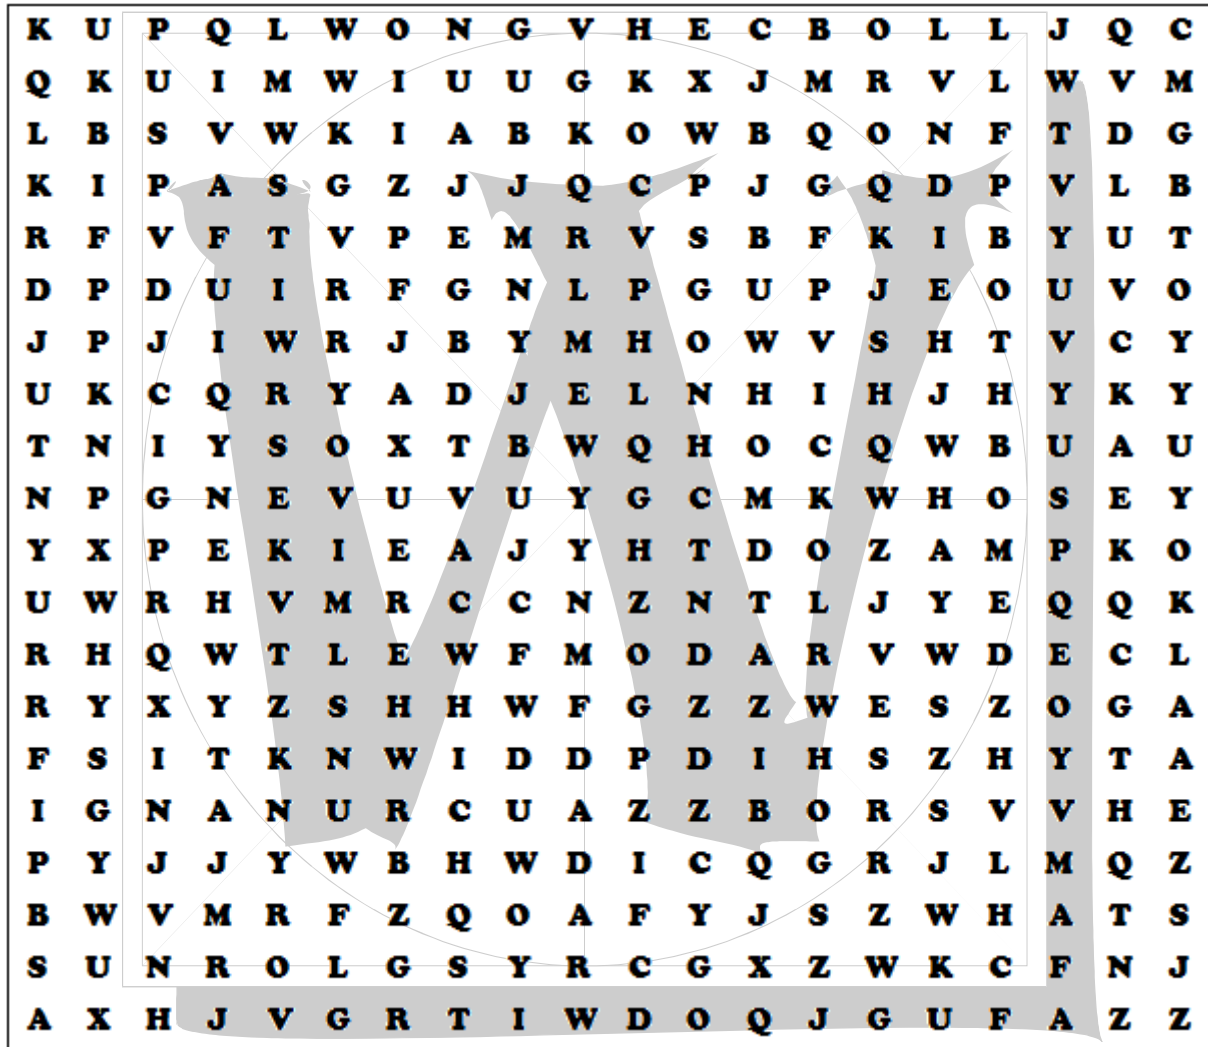 K U P Q L W O N G V H E C B O L L J Q C
Q K U I M W I U U G K X J M R V L W V M
L B S V W K I A B K O W B Q O N F T D G
K I P A S G Z J J Q C P J G Q D P V L B
R F V F T V P E M R V S B F K I B Y U T
D P D U I R F G N L P G U P J E O U V O
J P J I W R J B Y M H O W V S H T V C Y
U K C Q R Y A D J E L N H I H J H Y K Y
T N I Y S O X T B W Q H O C Q W B U A U
N P G N E V U V U Y G C M K W H O S E Y
Y X P E K I E A J Y H T D O Z A M P K O
U W R H V M R C C N Z N T L J Y E Q Q K
R H Q W T L E W F M O D A R V W D E C L
R Y X Y Z S H H W F G Z Z W E S Z O G A
F S I T K N W I D D P D I H S Z H Y T A
I G N A N U R C U A Z Z B O R S V V H E
P Y J J Y W B H W D I C Q G R J L M Q Z
B W V M R F Z Q O A F Y J S Z W H A T S
S U N R O L G S Y R C G X Z W K C F N J
A X H J V G R T I W D O Q J G U F A Z Z